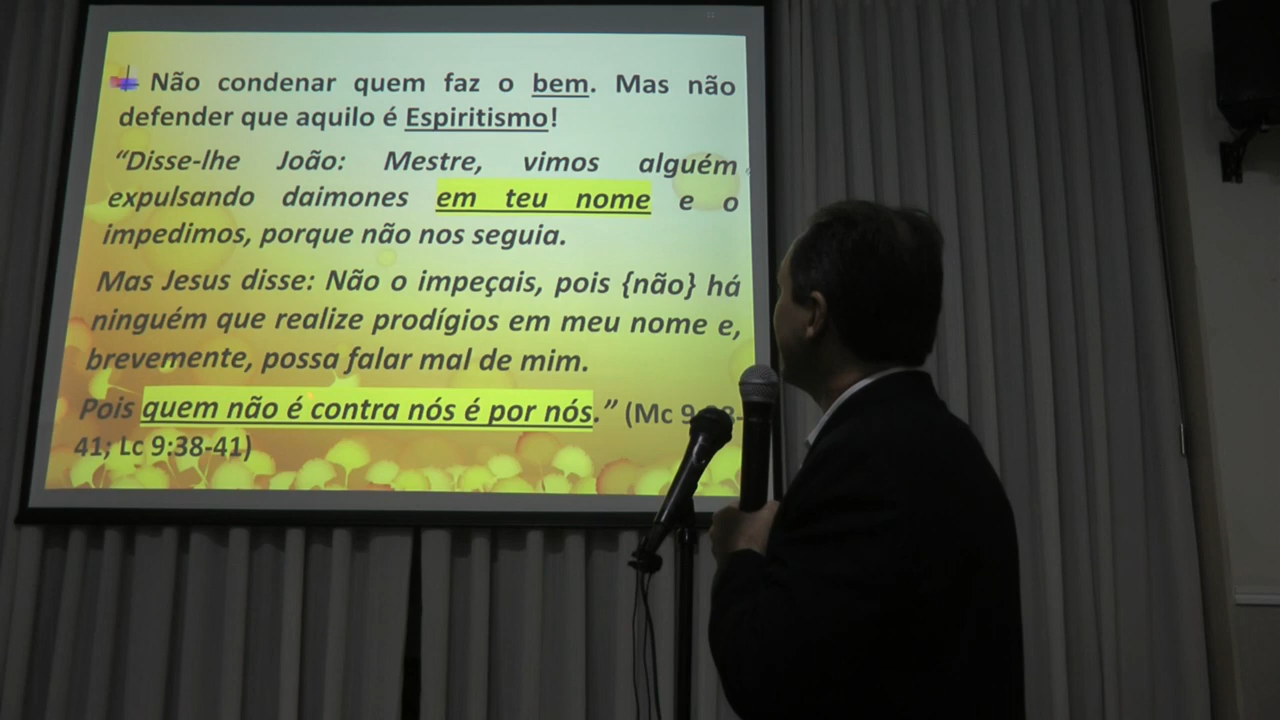 Não condenar quem faz o bem. Mas não
defender que aquilo é Espiritismo!
“Disse-lhe João: Mestre, vimos alguém
expulsando daimones em teu nome e o
impedimos, porque não nos seguia.
Mas Jesus disse: Não o impeçais, pois {não} há
ninguém que realize prodígios em meu nome e,
brevemente, possa falar mal de mim.
Pois quem não é contra nós é por nós.” (Mc
41; Lc 9:38-41)